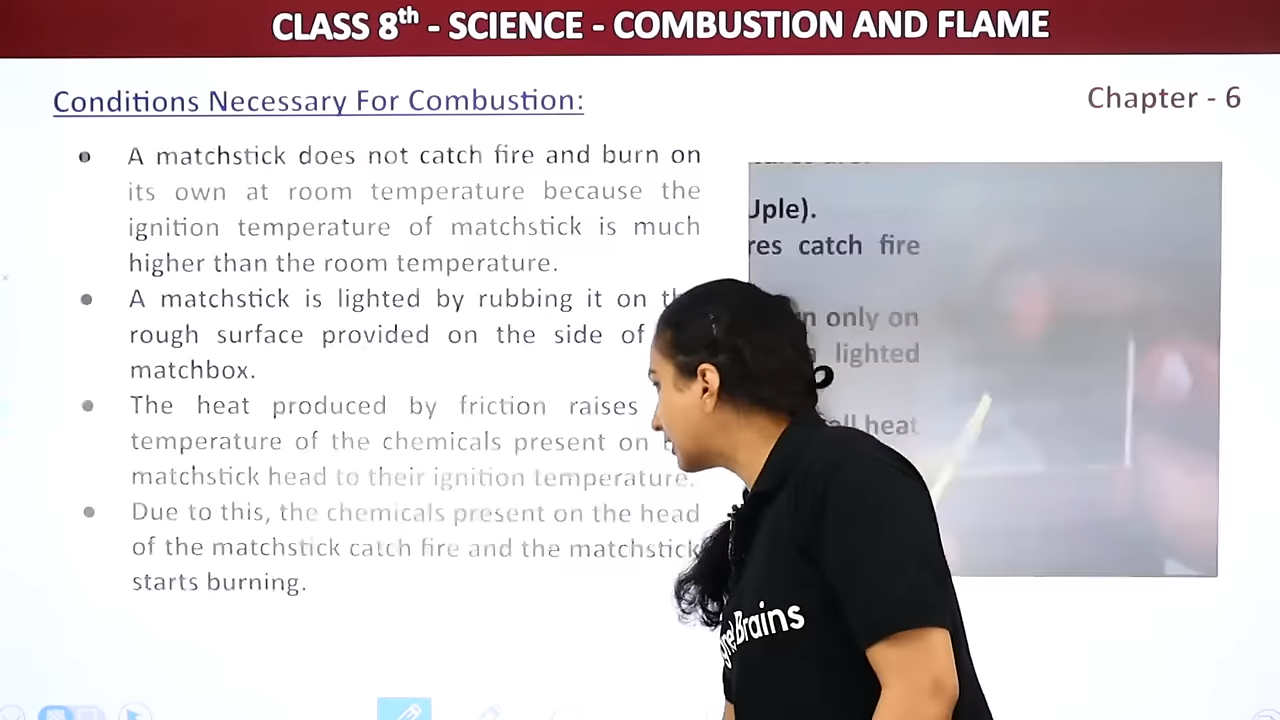 CLASS 8th - SCIENCE - COMBUSTION AND FLAME
Conditions Necessary For Combustion:
Chapter - 6
A matchstick does not catch fire and burn on
its own at room temperature because the
ignition temperature of matchstick is much
higher than the room temperature.
A matchstick is lighted by rubbing it on
rough surface provided on the side of
matchbox.
The heat produced by friction raises
temperature of the chemicals present on
matchstick head to their ignition temperature.
Due to this, the chemicals present on the head
of the matchstick catch fire and the matchstick
starts burning.
catch fire
only on
lighted
heat
Brains